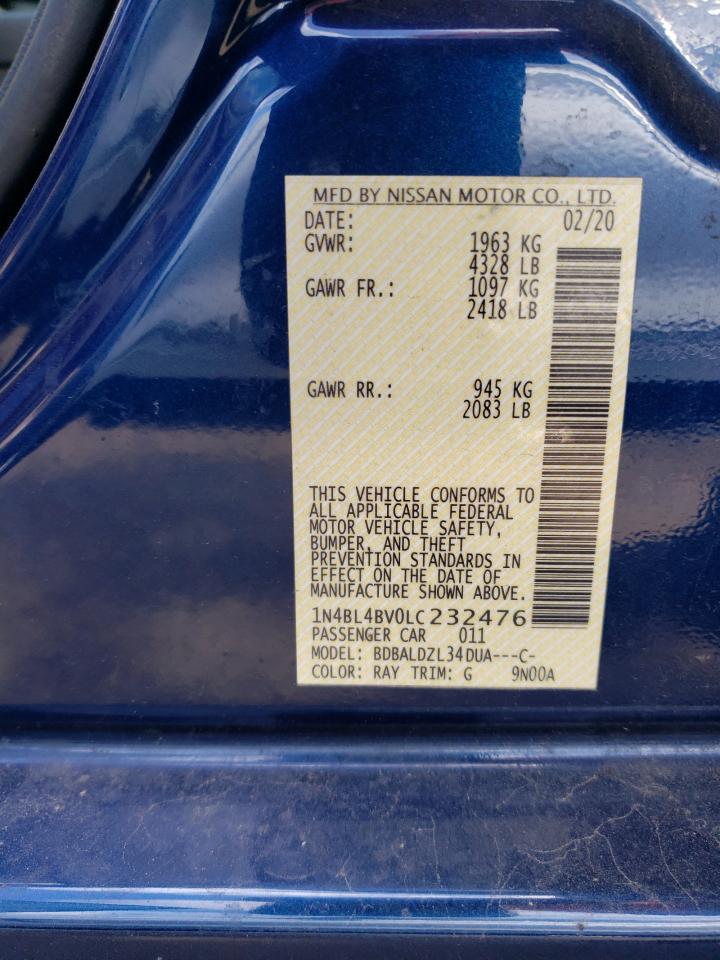 MFD BY NISSAN MOTOR CO., LTD.
DATE: 02/20
GVWR: 1963 KG
4328 LB
GAWR FR.: 1097 KG
2418 LB
GAWR RR.: 945 KG
2083 LB
THIS VEHICLE CONFORMS TO
ALL APPLICABLE FEDERAL
MOTOR VEHICLE SAFETY,
BUMPER, AND THEFT
PREVENTION STANDARDS IN
EFFECT ON THE DATE OF
MANUFACTURE SHOWN ABOVE.
1N4BL4BV0LC232476
PASSENGER CAR 011
MODEL: BDBALDZL34DUA---C-
COLOR: RAY TRIM: G 9N00A